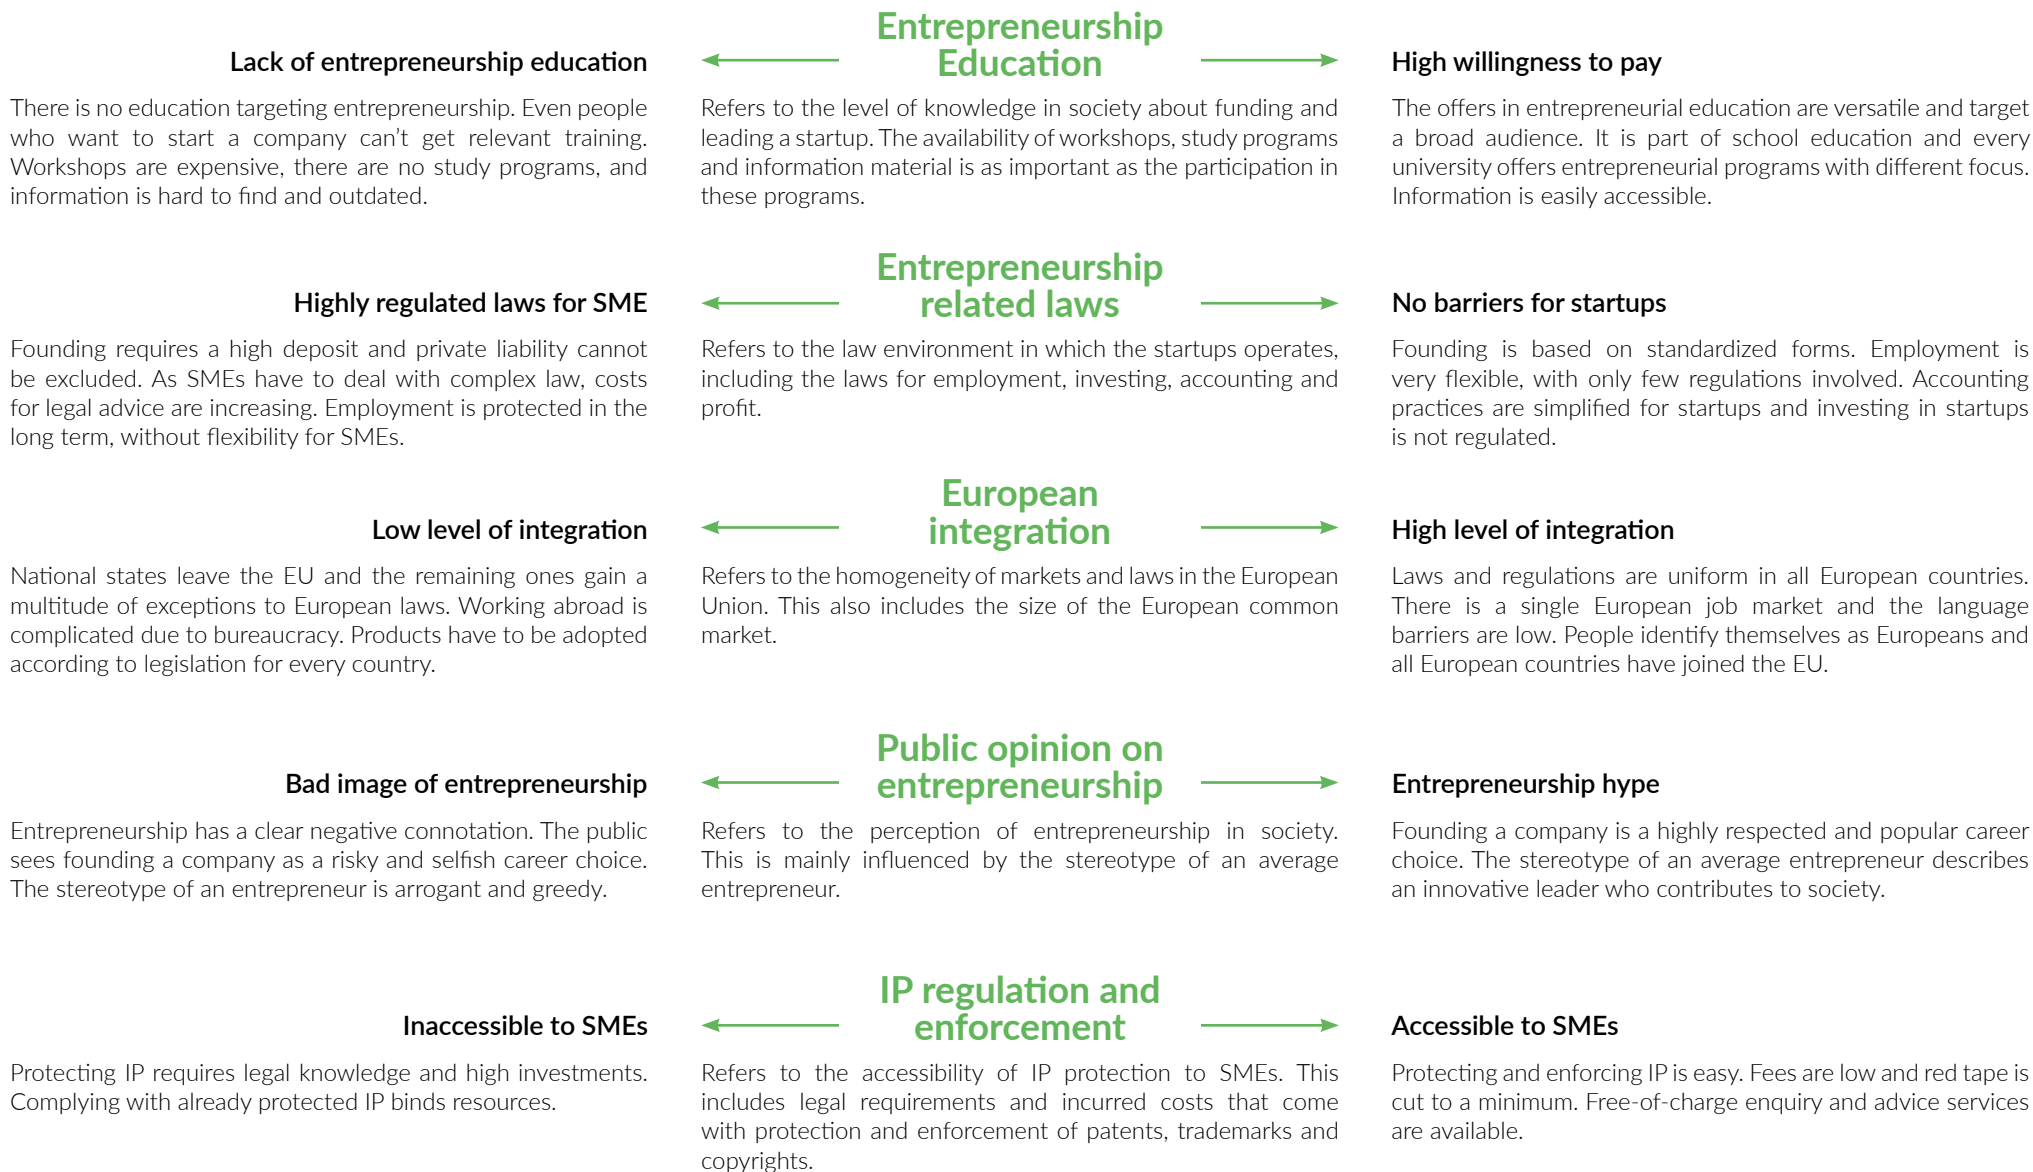 Entrepreneurship
Education
Lack of entrepreneurship education
There is no education targeting entrepreneurship. Even people
who want to start a company can’t get relevant training.
Workshops are expensive, there are no study programs, and
information is hard to find and outdated.
Refers to the level of knowledge in society about funding and
leading a startup. The availability of workshops, study programs
and information material is as important as the participation in
these programs.
High willingness to pay
The offers in entrepreneurial education are versatile and target
a broad audience. It is part of school education and every
university offers entrepreneurial programs with different focus.
Information is easily accessible.
Entrepreneurship
related laws
Highly regulated laws for SME
Founding requires a high deposit and private liability cannot
be excluded. As SMEs have to deal with complex law, costs
for legal advice are increasing. Employment is protected in the
long term, without flexibility for SMEs.
Refers to the law environment in which the startups operates,
including the laws for employment, investing, accounting and
profit.
No barriers for startups
Founding is based on standardized forms. Employment is
very flexible, with only few regulations involved. Accounting
practices are simplified for startups and investing in startups
is not regulated.
European
integration
Low level of integration
National states leave the EU and the remaining ones gain a
multitude of exceptions to European laws. Working abroad is
complicated due to bureaucracy. Products have to be adopted
according to legislation for every country.
Refers to the homogeneity of markets and laws in the European
Union. This also includes the size of the European common
market.
High level of integration
Laws and regulations are uniform in all European countries.
There is a single European job market and the language
barriers are low. People identify themselves as Europeans and
all European countries have joined the EU.
Public opinion on
entrepreneurship
Bad image of entrepreneurship
Entrepreneurship has a clear negative connotation. The public
sees founding a company as a risky and selfish career choice.
The stereotype of an entrepreneur is arrogant and greedy.
Refers to the perception of entrepreneurship in society.
This is mainly influenced by the stereotype of an average
entrepreneur.
Entrepreneurship hype
Founding a company is a highly respected and popular career
choice. The stereotype of an average entrepreneur describes
an innovative leader who contributes to society.
IP regulation and
enforcement
Inaccessible to SMEs
Protecting IP requires legal knowledge and high investments.
Complying with already protected IP binds resources.
Refers to the accessibility of IP protection to SMEs. This
includes legal requirements and incurred costs that come
with protection and enforcement of patents, trademarks and
copyrights.
Accessible to SMEs
Protecting and enforcing IP is easy. Fees are low and red tape is
cut to a minimum. Free-of-charge enquiry and advice services
are available.